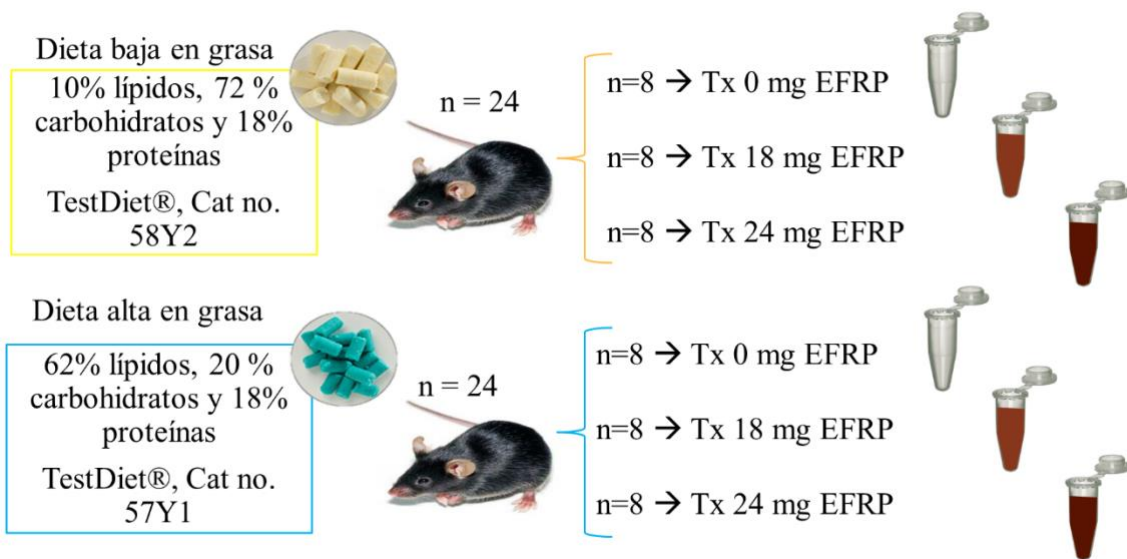 Dieta baja en grasa
10% lípidos, 72 %
carbohidratos y 18%
proteínas
TestDiet®, Cat no.
58Y2
n = 24
n=8 → Tx 0 mg EFRP
n=8 → Tx 18 mg EFRP
n=8 → Tx 24 mg EFRP
Dieta alta en grasa
62% lípidos, 20 %
carbohidratos y 18%
proteínas
TestDiet®, Cat no.
57Y1
n = 24
n=8 → Tx 0 mg EFRP
n=8 → Tx 18 mg EFRP
n=8 → Tx 24 mg EFRP